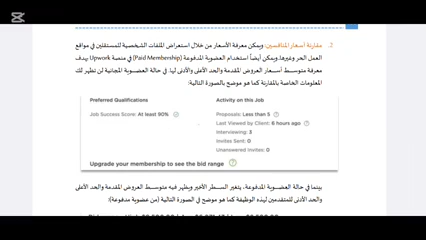 2. مقارنة أسعار المنافسين: ويمكن معرفة الأسعار من خلال استعراض الملفات الشخصية للمستقلين في مواقع
العمل الحر وغيرها. ويمكن أيضاً استخدام العضوية المدفوعة (Paid Membership) في منصة Upwork بهدف
معرفة متوسط أسعار العروض المقدمة والحد الأعلى والأدنى لها. في حالة العضوية المجانية لن تظهر لك
المعلومات الخاصة بالمقارنة كما هو موضح بالصورة التالية:
Preferred Qualifications
Job Success Score: At least 90%
Activity on this Job
Proposals: Less than 5
Last Viewed by Client: 6 hours ago
Interviewing: 3
Invites Sent: 0
Unanswered Invites: 0
Upgrade your membership to see the bid range
بينما في حالة العضوية المدفوعة، يتغير السطر الأخير ويظهر فيه متوسط العروض المقدمة والحد الأعلى
والحد الأدنى للمتقدمين لهذه الوظيفة كما هو موضح في الصورة التالية (من عضوية مدفوعة):